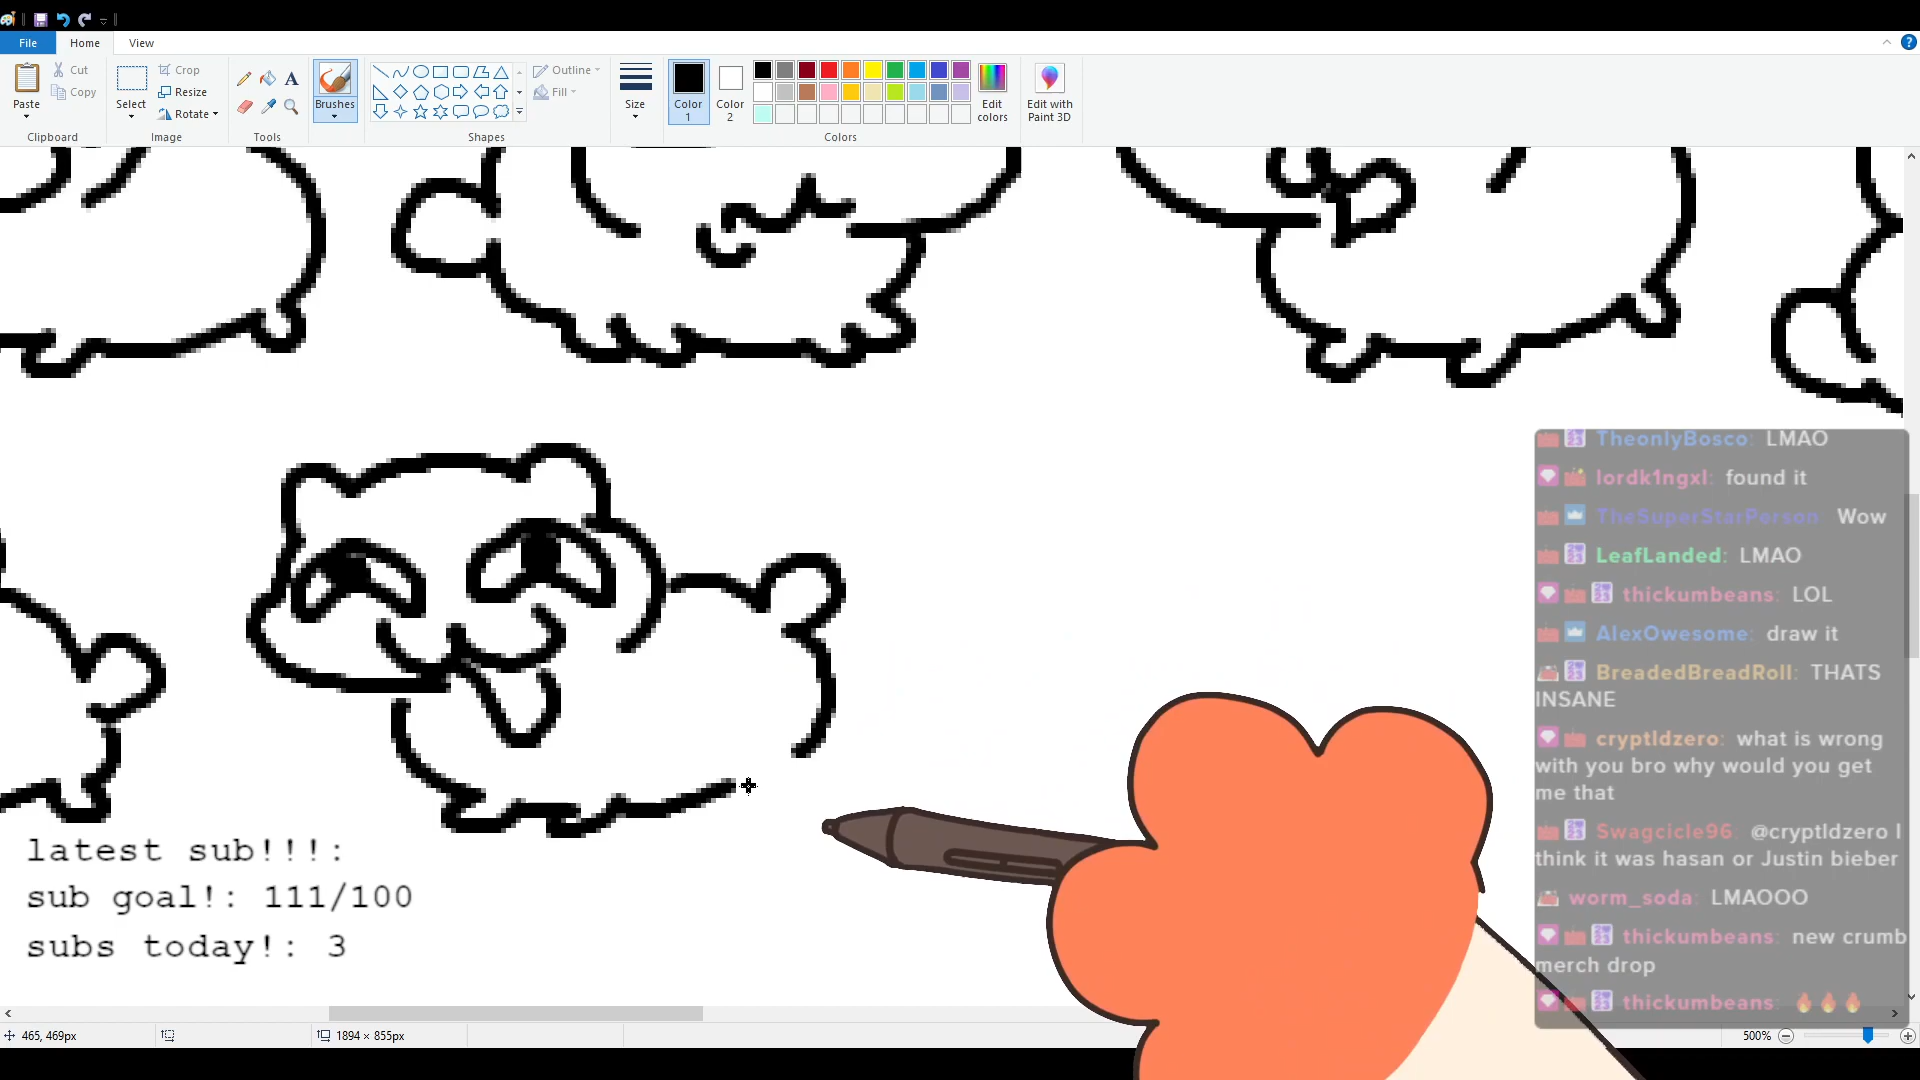 File Home View
Paste
Cut
Copy
Clipboard
Select
Crop
Resize
Rotate
Image
A
Tools
Brushes
Outline
Fill
Shapes
Size
Color 1
Color 2
Edit colors
Colors
Edit with Paint 3D
TheonlyBosco: LMAO
lordk1ngxl: found it
TheSuperStarPerson: Wow
LeafLanded: LMAO
thickumbeans: LOL
AlexOwesome: draw it
BreadedBreadRoll: THATS
INSANE
cryptldzero: what is wrong
with you bro why would you get
me that
Swagcicle96: @cryptldzero I
think it was hasan or Justin bieber
worm_soda: LMAOOO
thickumbeans: new crumb
merch drop
thickumbeans: 🔥🔥🔥
latest sub!!!:
sub goal!: 111/100
subs today!: 3
465, 469px
1894 × 855px
500%